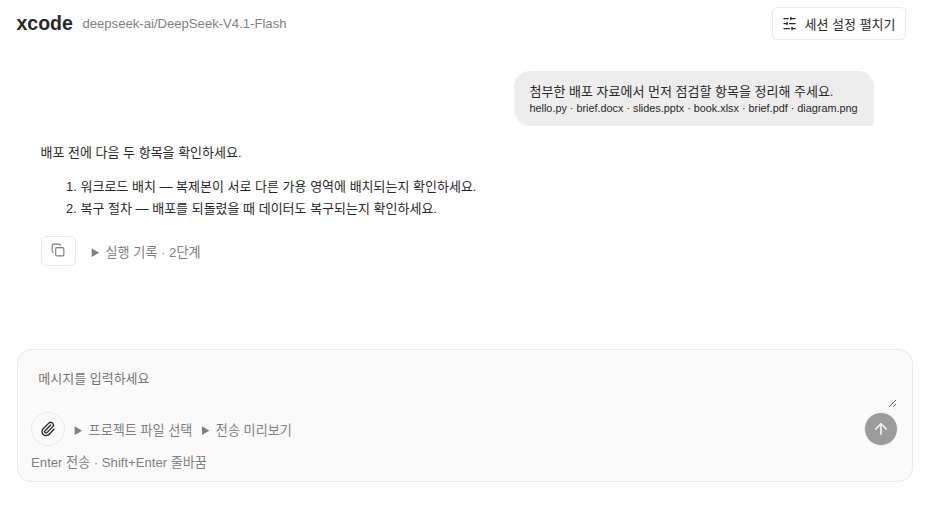 xcode deepseek-ai/DeepSeek-V4.1-Flash
세션 설정 펼치기
첨부한 배포 자료에서 먼저 점검할 항목을 정리해 주세요.
hello.py · brief.docx · slides.pptx · book.xlsx · brief.pdf · diagram.png
배포 전에 다음 두 항목을 확인하세요.
1. 워크로드 배치 — 복제본이 서로 다른 가용 영역에 배치되는지 확인하세요.
2. 복구 절차 — 배포를 되돌렸을 때 데이터도 복구되는지 확인하세요.
▶ 실행 기록 · 2단계
메시지를 입력하세요
▶ 프로젝트 파일 선택 ▶ 전송 미리보기
Enter 전송 · Shift+Enter 줄바꿈